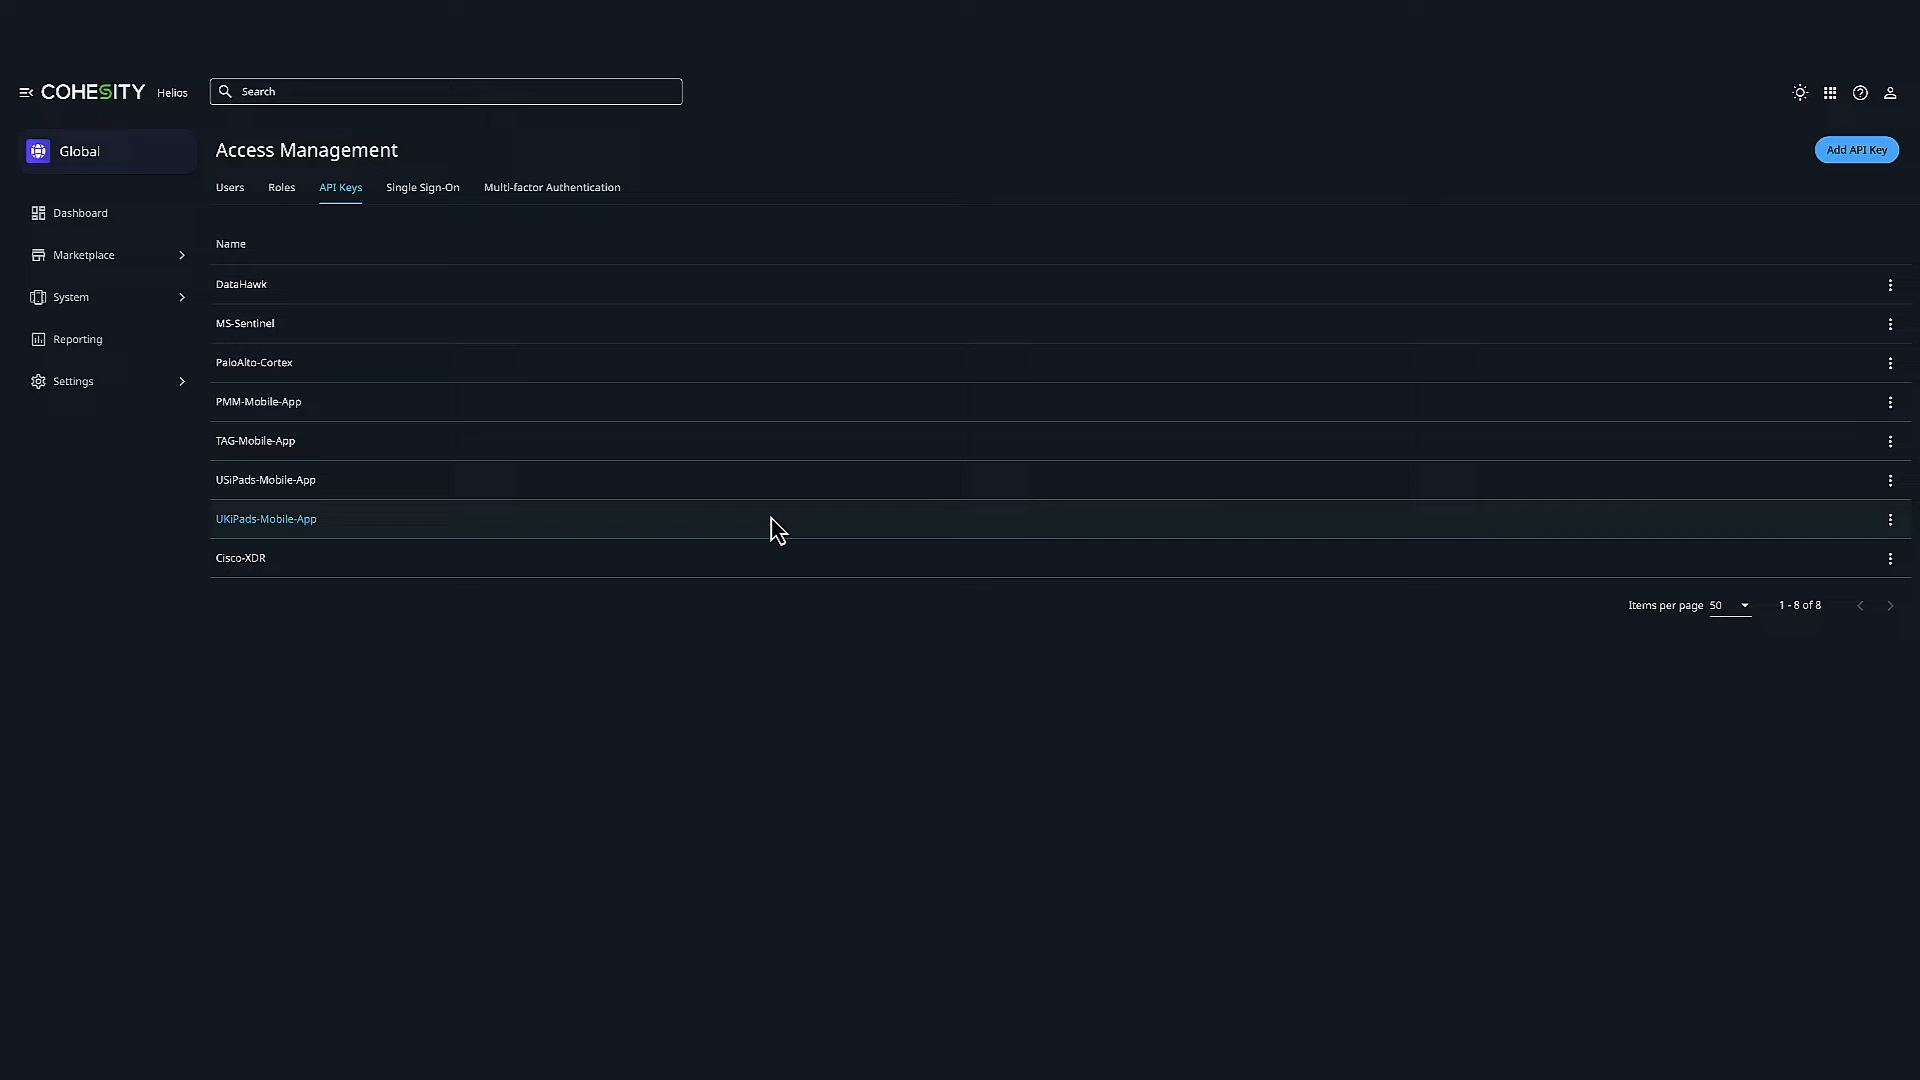 COHESITY Helios
Search
Global
Access Management
Add API Key
Users Roles API Keys Single Sign-On Multi-factor Authentication
Dashboard
Marketplace
System
Reporting
Settings
Name
DataHawk
MS-Sentinel
PaloAlto-Cortex
PMM-Mobile-App
TAG-Mobile-App
USiPads-Mobile-App
UKiPads-Mobile-App
Cisco-XDR
Items per page 50 1 - 8 of 8